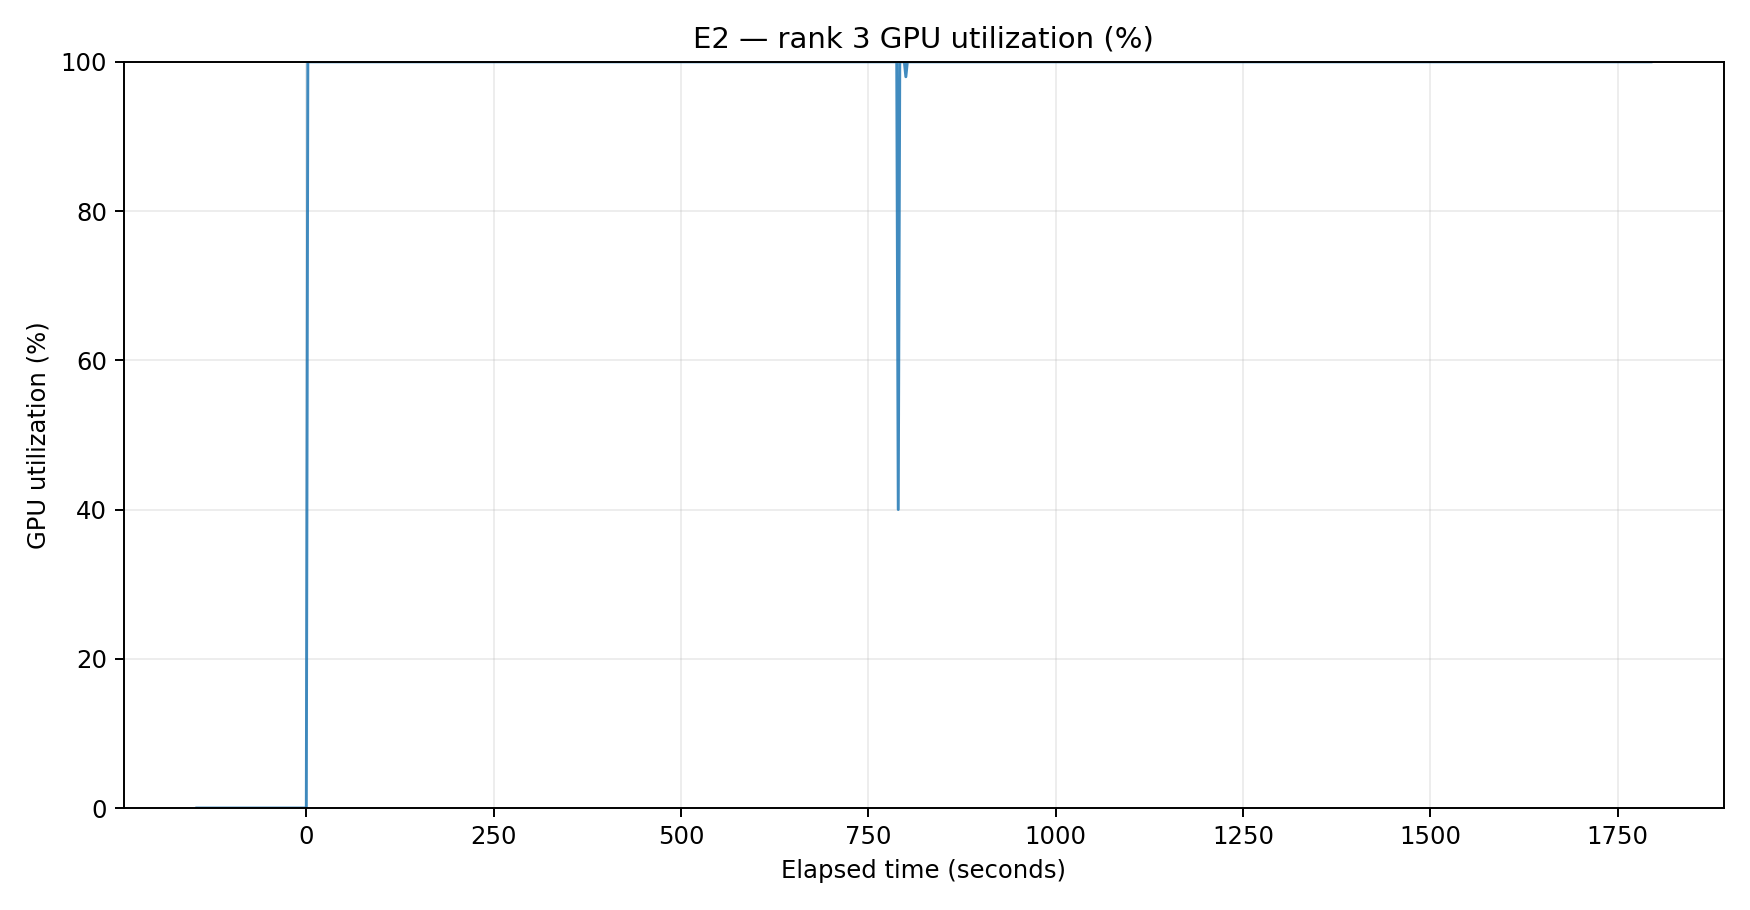 E2 — rank 3 GPU utilization (%)
100
80
60
40
20
0
GPU utilization (%)
0 250 500 750 1000 1250 1500 1750
Elapsed time (seconds)